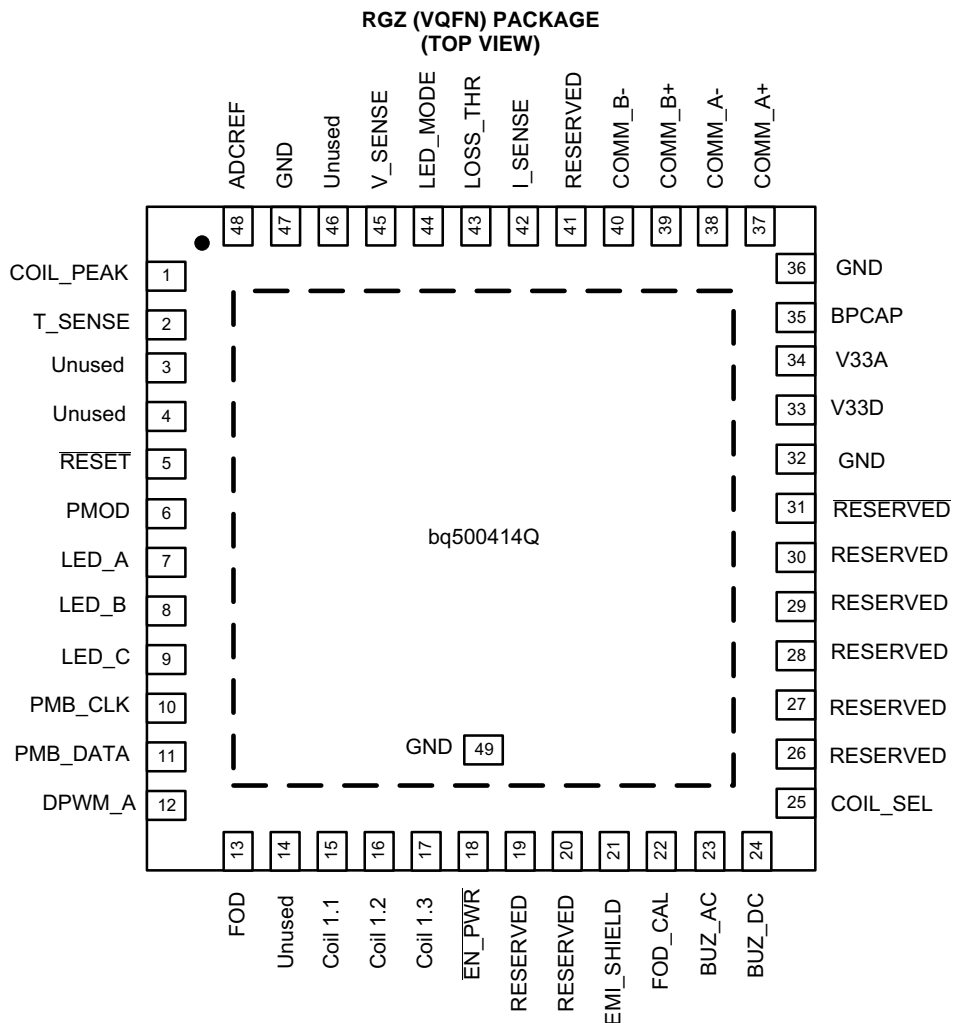 RGZ (VQFN) PACKAGE
(TOP VIEW)
ADCREF
GND
Unused
V_SENSE
LED_MODE
LOSS_THR
I_SENSE
RESERVED
COMM_B-
COMM_B+
COMM_A-
COMM_A+
48
47
46
45
44
43
42
41
40
39
38
37
COIL_PEAK 1
T_SENSE 2
Unused 3
Unused 4
RESET 5
PMOD 6
LED_A 7
LED_B 8
LED_C 9
PMB_CLK 10
PMB_DATA 11
DPWM_A 12
36 GND
35 BPCAP
34 V33A
33 V33D
32 GND
31 RESERVED
30 RESERVED
29 RESERVED
28 RESERVED
27 RESERVED
26 RESERVED
25 COIL_SEL
bq500414Q
GND 49
13
14
15
16
17
18
19
20
21
22
23
24
FOD
Unused
Coil 1.1
Coil 1.2
Coil 1.3
EN_PWR
RESERVED
RESERVED
EMI_SHIELD
FOD_CAL
BUZ_AC
BUZ_DC